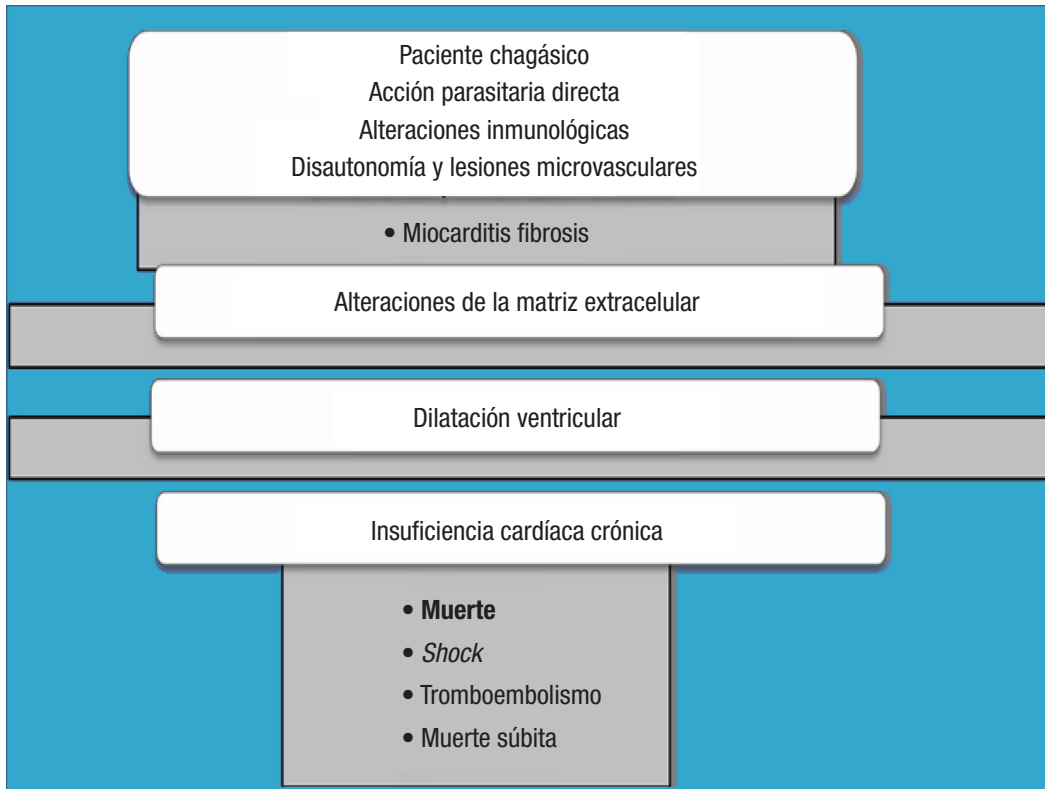 Paciente chagásico
Acción parasitaria directa
Alteraciones inmunológicas
Disautonomía y lesiones microvasculares
• Miocarditis fibrosis
Alteraciones de la matriz extracelular
Dilatación ventricular
Insuficiencia cardíaca crónica
• Muerte
• Shock
• Tromboembolismo
• Muerte súbita